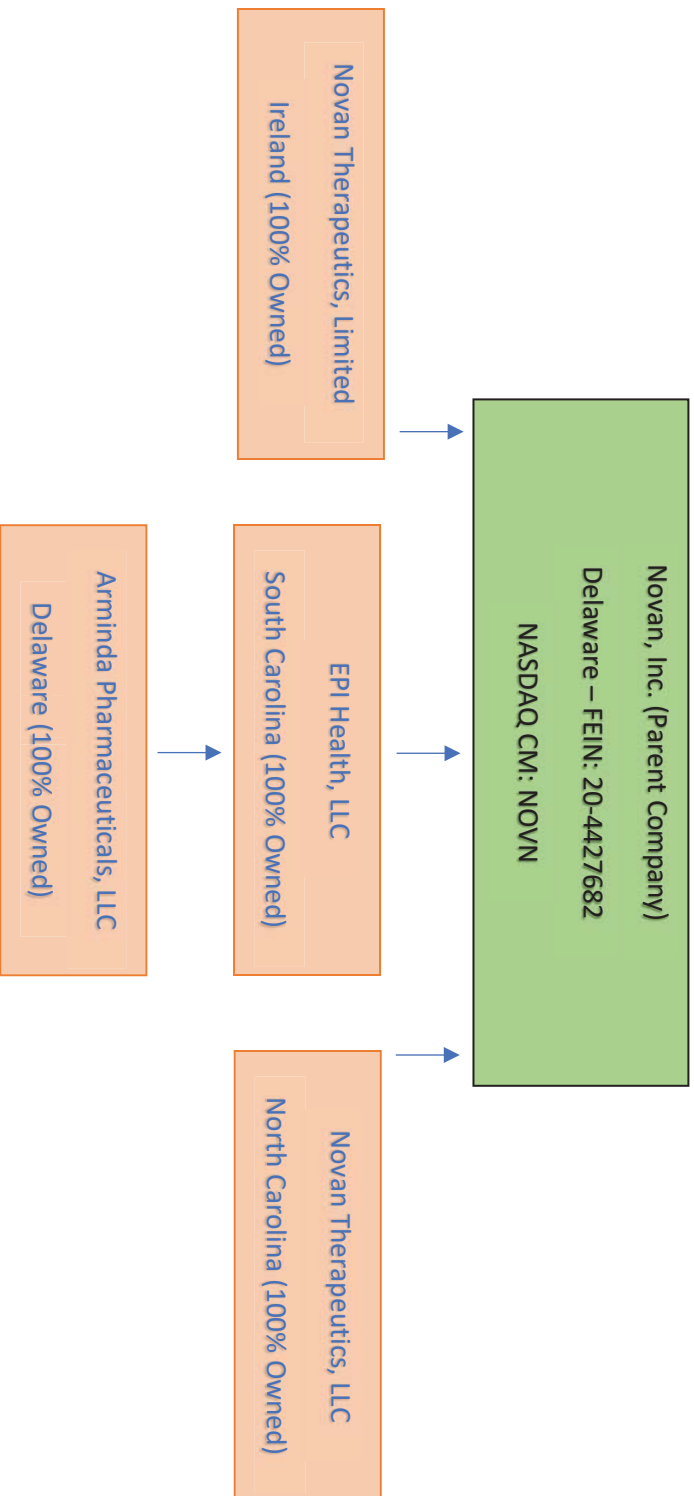 Novan, Inc. (Parent Company)
Delaware – FEIN: 20-4427682
NASDAQ CM: NOVN
Novan Therapeutics, Limited
Ireland (100% Owned)
EPI Health, LLC
South Carolina (100% Owned)
Novan Therapeutics, LLC
North Carolina (100% Owned)
Arminda Pharmaceuticals, LLC
Delaware (100% Owned)